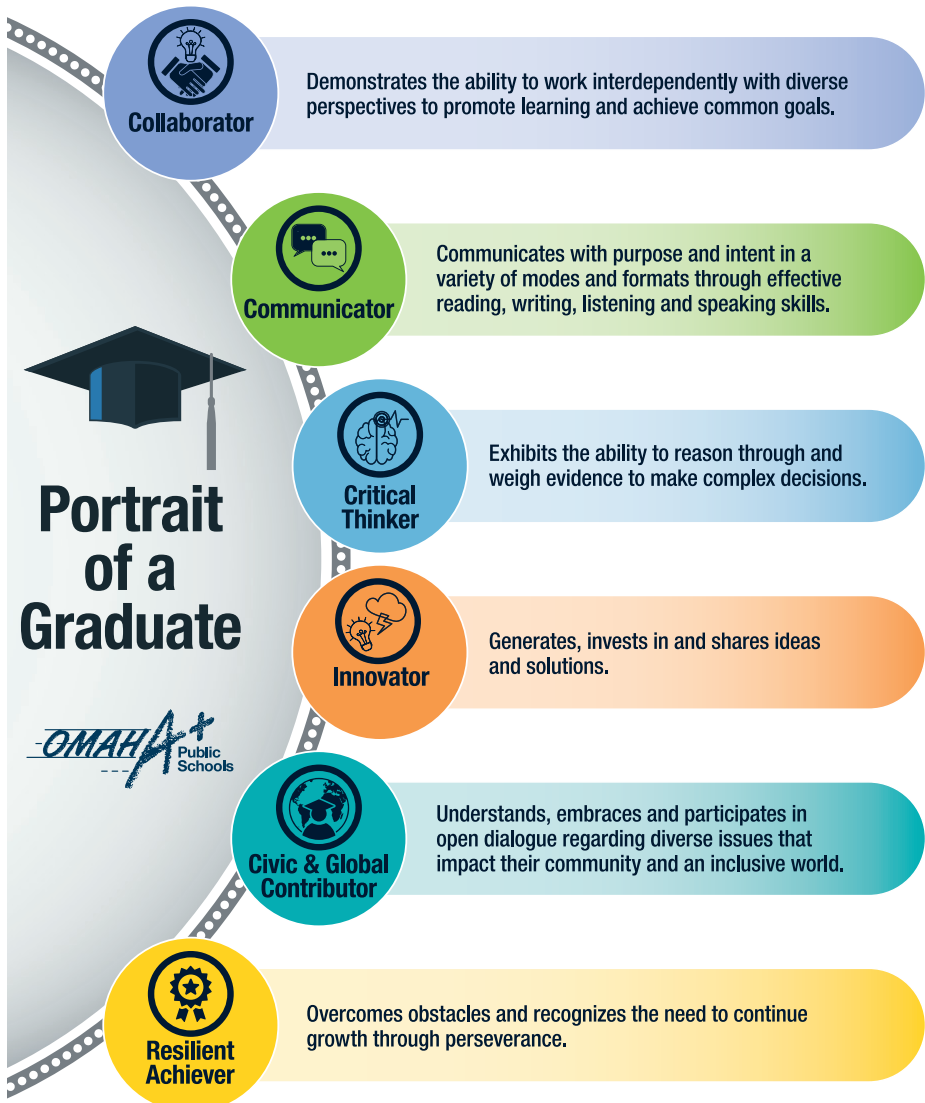 Portrait
of a
Graduate
OMAHA+
Public
Schools
Collaborator
Demonstrates the ability to work interdependently with diverse
perspectives to promote learning and achieve common goals.
Communicator
Communicates with purpose and intent in a
variety of modes and formats through effective
reading, writing, listening and speaking skills.
Critical
Thinker
Exhibits the ability to reason through and
weigh evidence to make complex decisions.
Innovator
Generates, invests in and shares ideas
and solutions.
Civic & Global
Contributor
Understands, embraces and participates in
open dialogue regarding diverse issues that
impact their community and an inclusive world.
Resilient
Achiever
Overcomes obstacles and recognizes the need to continue
growth through perseverance.